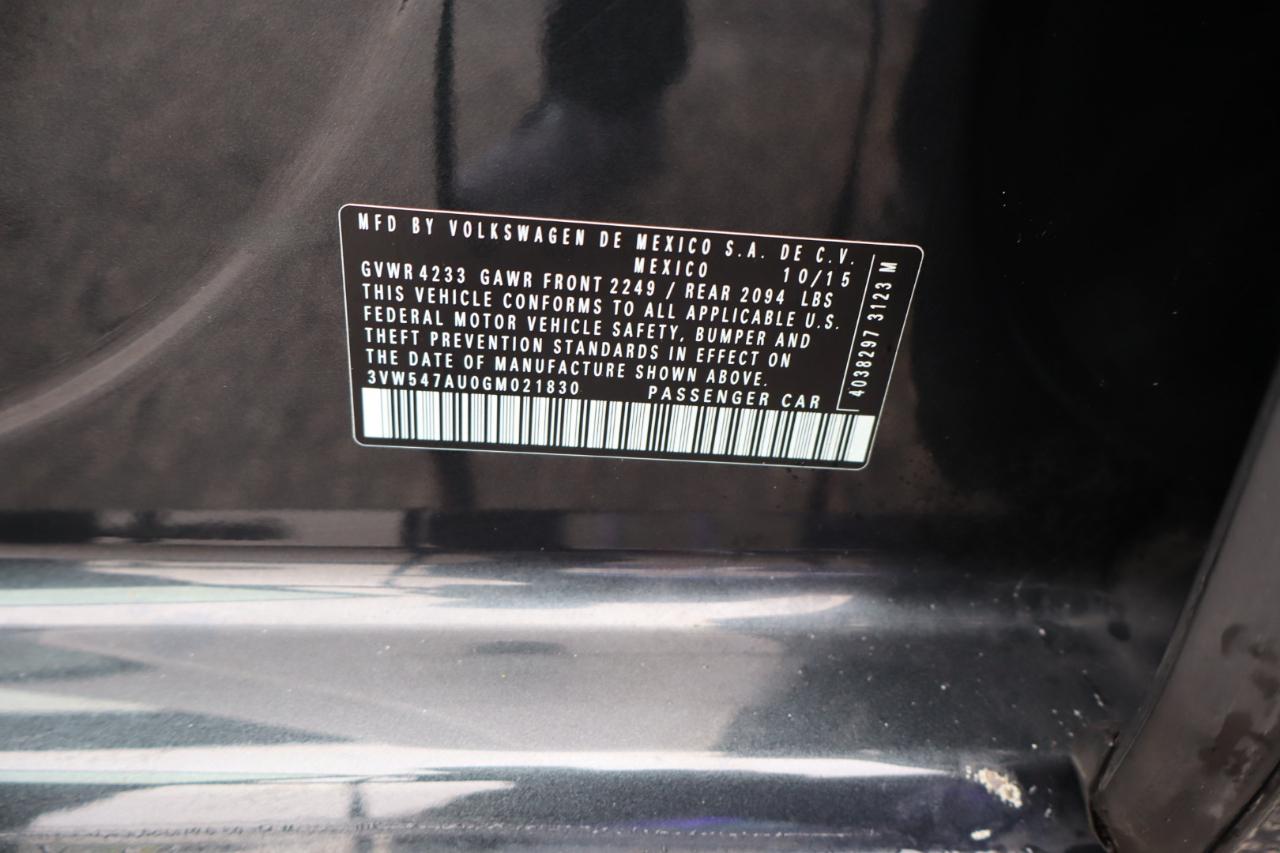 MFD BY VOLKSWAGEN DE MEXICO S.A. DE C.V.
MEXICO 10/15
GVWR 4233 GAWR FRONT 2249 / REAR 2094 LBS
THIS VEHICLE CONFORMS TO ALL APPLICABLE U.S.
FEDERAL MOTOR VEHICLE SAFETY, BUMPER AND
THEFT PREVENTION STANDARDS IN EFFECT ON
THE DATE OF MANUFACTURE SHOWN ABOVE.
3VW547AU0GM021830 PASSENGER CAR
4038297 3123 M